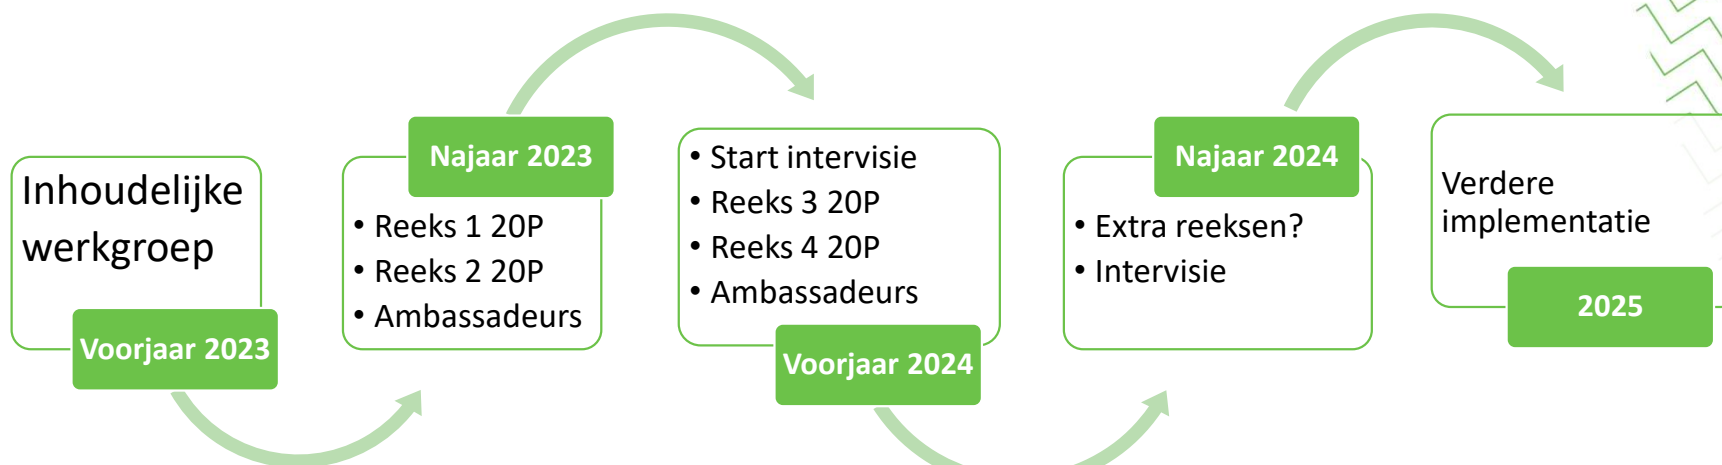 Inhoudelijke
werkgroep
Voorjaar 2023
Najaar 2023
• Reeks 1 20P
• Reeks 2 20P
• Ambassadeurs
• Start intervisie
• Reeks 3 20P
• Reeks 4 20P
• Ambassadeurs
Voorjaar 2024
Najaar 2024
• Extra reeksen?
• Intervisie
Verdere
implementatie
2025